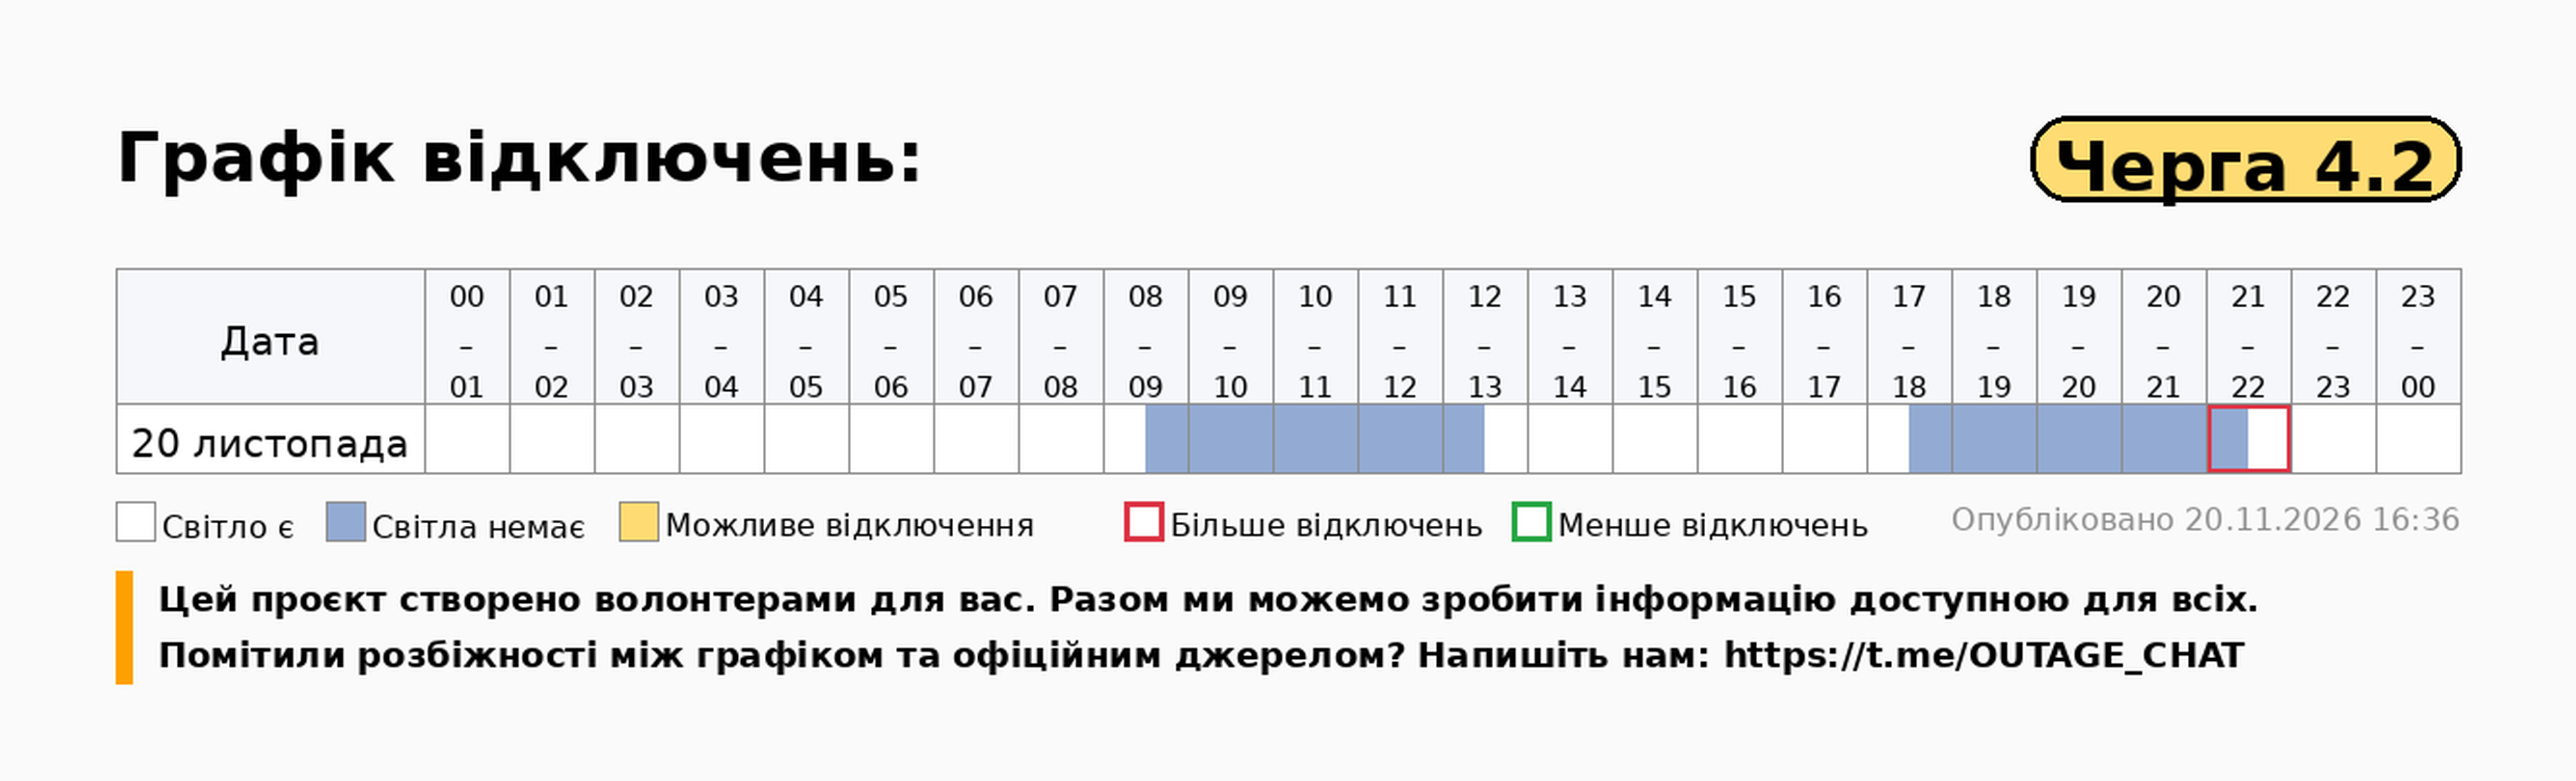 Графік відключень:
Черга 4.2
Дата
00 – 01
01 – 02
02 – 03
03 – 04
04 – 05
05 – 06
06 – 07
07 – 08
08 – 09
09 – 10
10 – 11
11 – 12
12 – 13
13 – 14
14 – 15
15 – 16
16 – 17
17 – 18
18 – 19
19 – 20
20 – 21
21 – 22
22 – 23
23 – 00
20 листопада
Світло є
Світла немає
Можливе відключення
Більше відключень
Менше відключень
Опубліковано 20.11.2026 16:36
Цей проєкт створено волонтерами для вас. Разом ми можемо зробити інформацію доступною для всіх.
Помітили розбіжності між графіком та офіційним джерелом? Напишіть нам: https://t.me/OUTAGE_CHAT